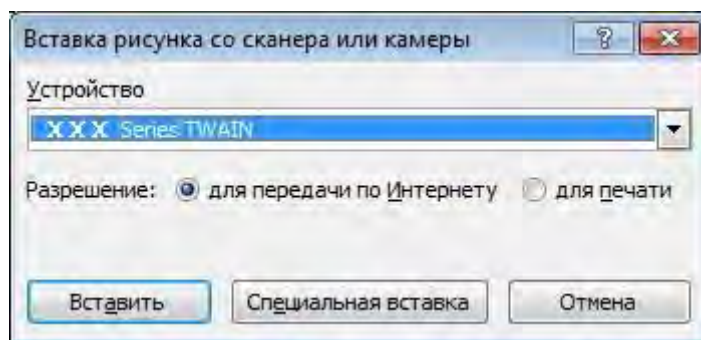 Вставка рисунка со сканера или камеры
Устройство
X X X Series TWAIN
Разрешение: для передачи по Интернету для печати
Вставить Специальная вставка Отмена